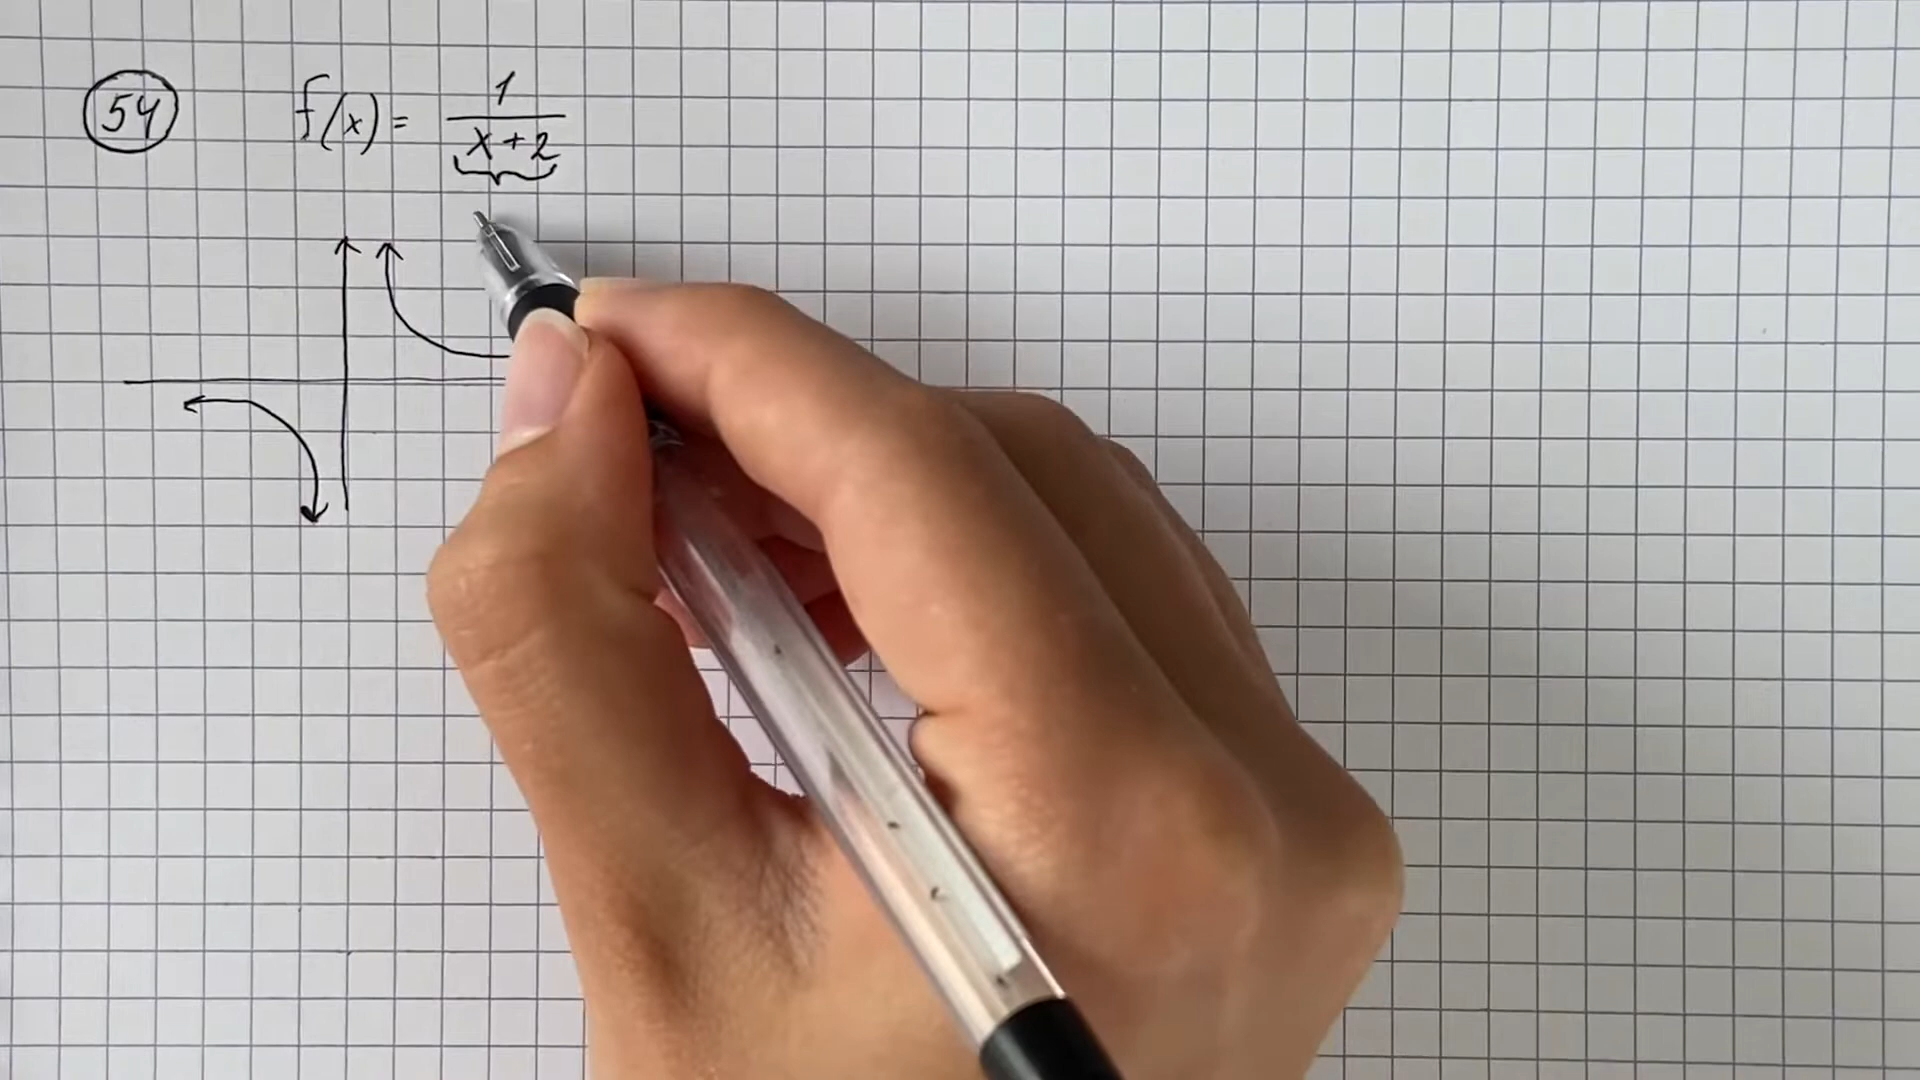 54 f(x) = 1/(x+2)